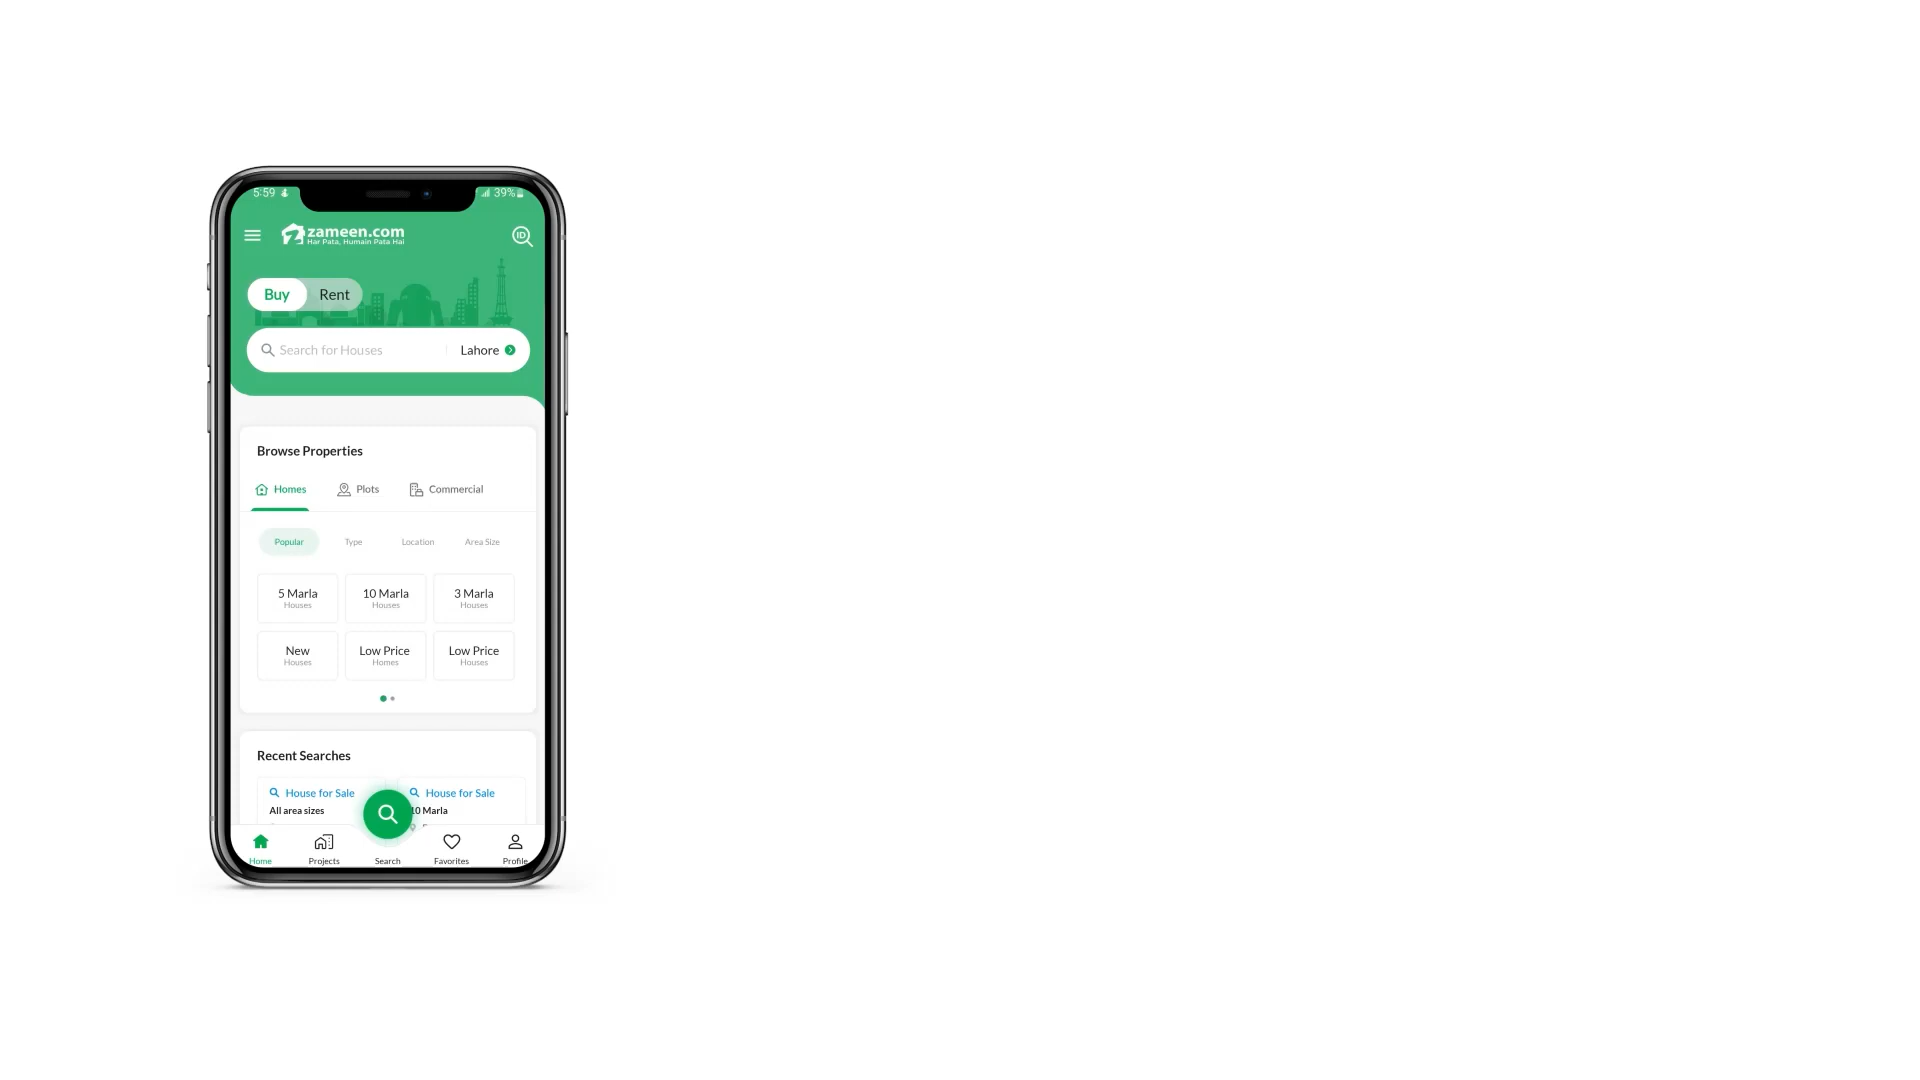 5:59 39%
zameen.com
Har Pata, Humain Pata Hai
ID
Buy Rent
Search for Houses Lahore
Browse Properties
Homes Plots Commercial
Popular Type Location Area Size
5 Marla 10 Marla 3 Marla
Houses Houses Houses
New Low Price Low Price
Houses Homes Houses
Recent Searches
House for Sale House for Sale
All area sizes 10 Marla
Home Projects Search Favorites Profile